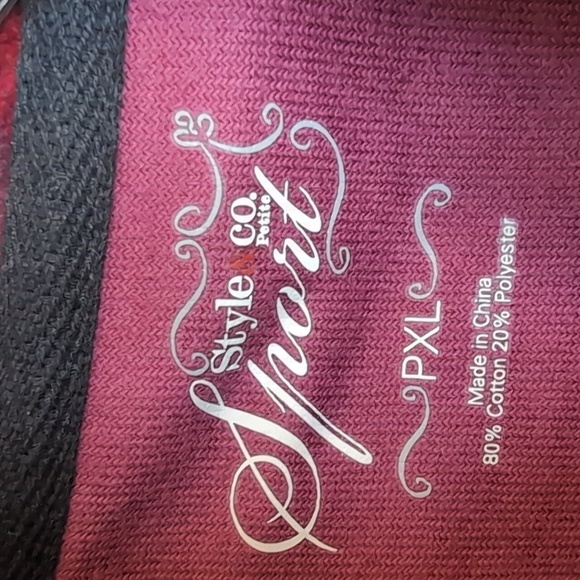 Style & CO.
Petite
Sport
PXL
Made in China
80% Cotton 20% Polyester